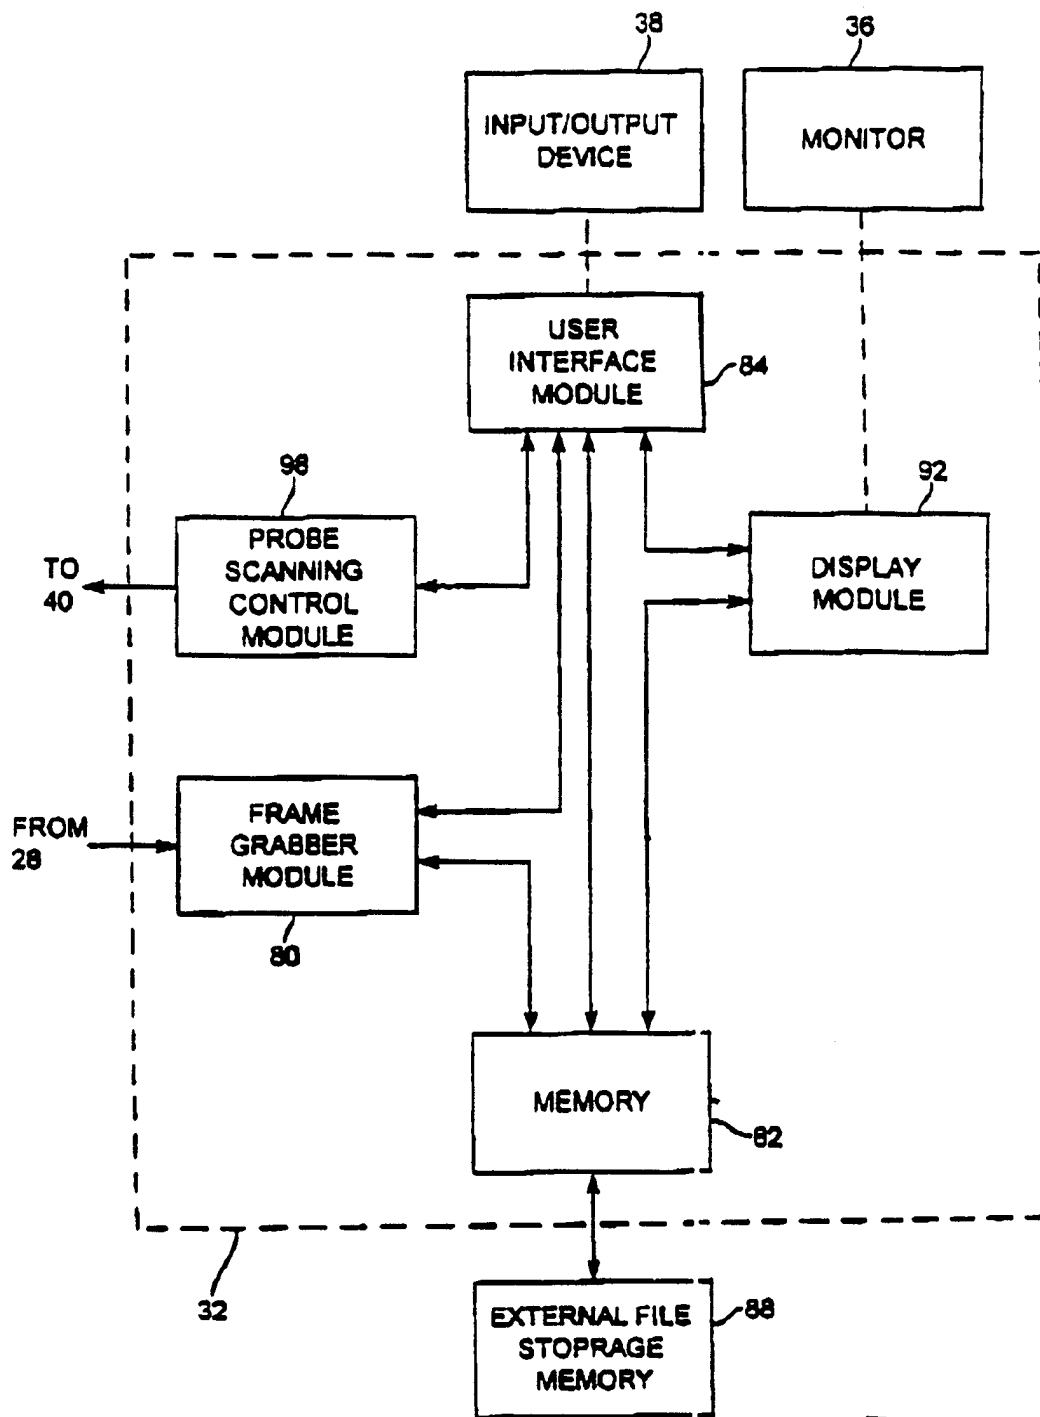 38
36
INPUT/OUTPUT
DEVICE
MONITOR
USER
INTERFACE
MODULE
84
98
92
PROBE
SCANNING
CONTROL
MODULE
TO
40
DISPLAY
MODULE
FROM
28
FRAME
GRABBER
MODULE
80
MEMORY
82
32
EXTERNAL FILE
STOPRAGE
MEMORY
88